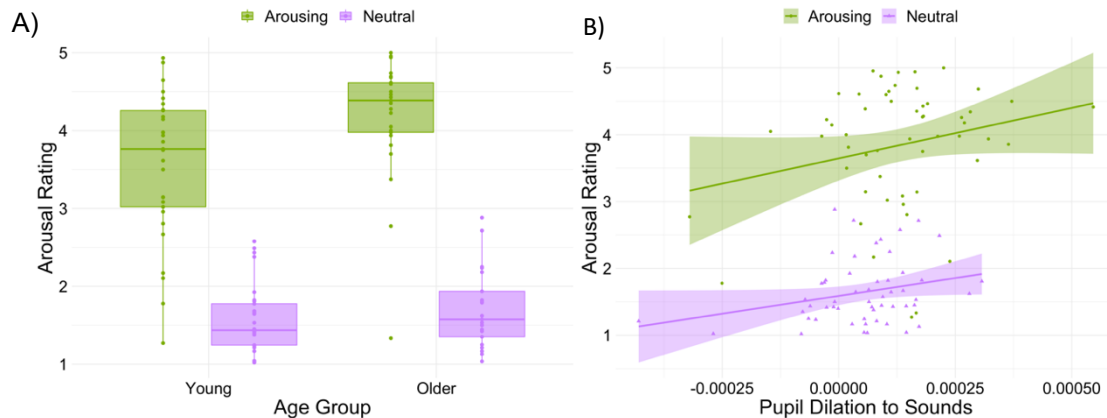 A)
Arousing Neutral
Arousal Rating
5
4
3
2
1
Young Older
Age Group
B)
Arousing Neutral
Arousal Rating
5
4
3
2
1
-0.00025 0.00000 0.00025 0.00050
Pupil Dilation to Sounds